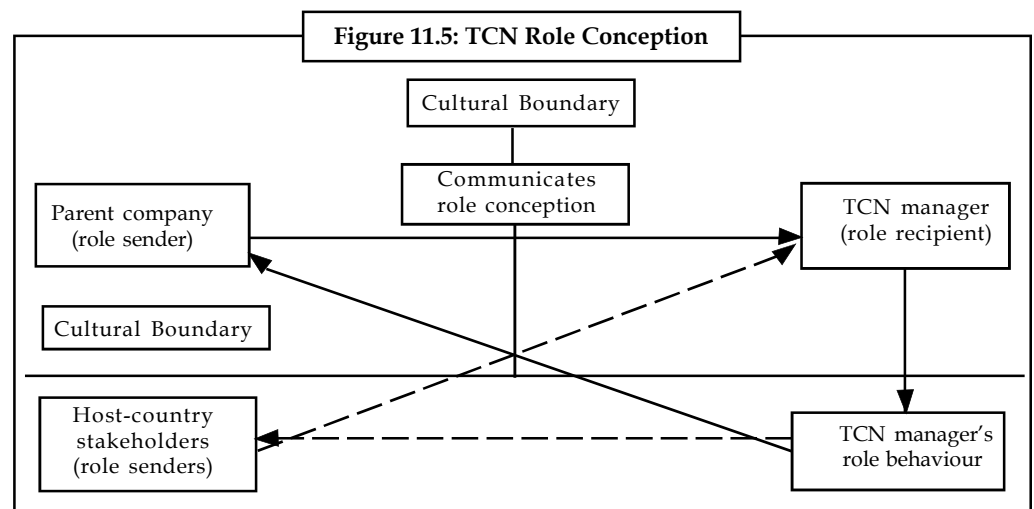 Figure 11.5: TCN Role Conception
Cultural Boundary
Communicates
role conception
Parent company
(role sender)
TCN manager
(role recipient)
Cultural Boundary
Host-country
stakeholders
(role senders)
TCN manager's
role behaviour